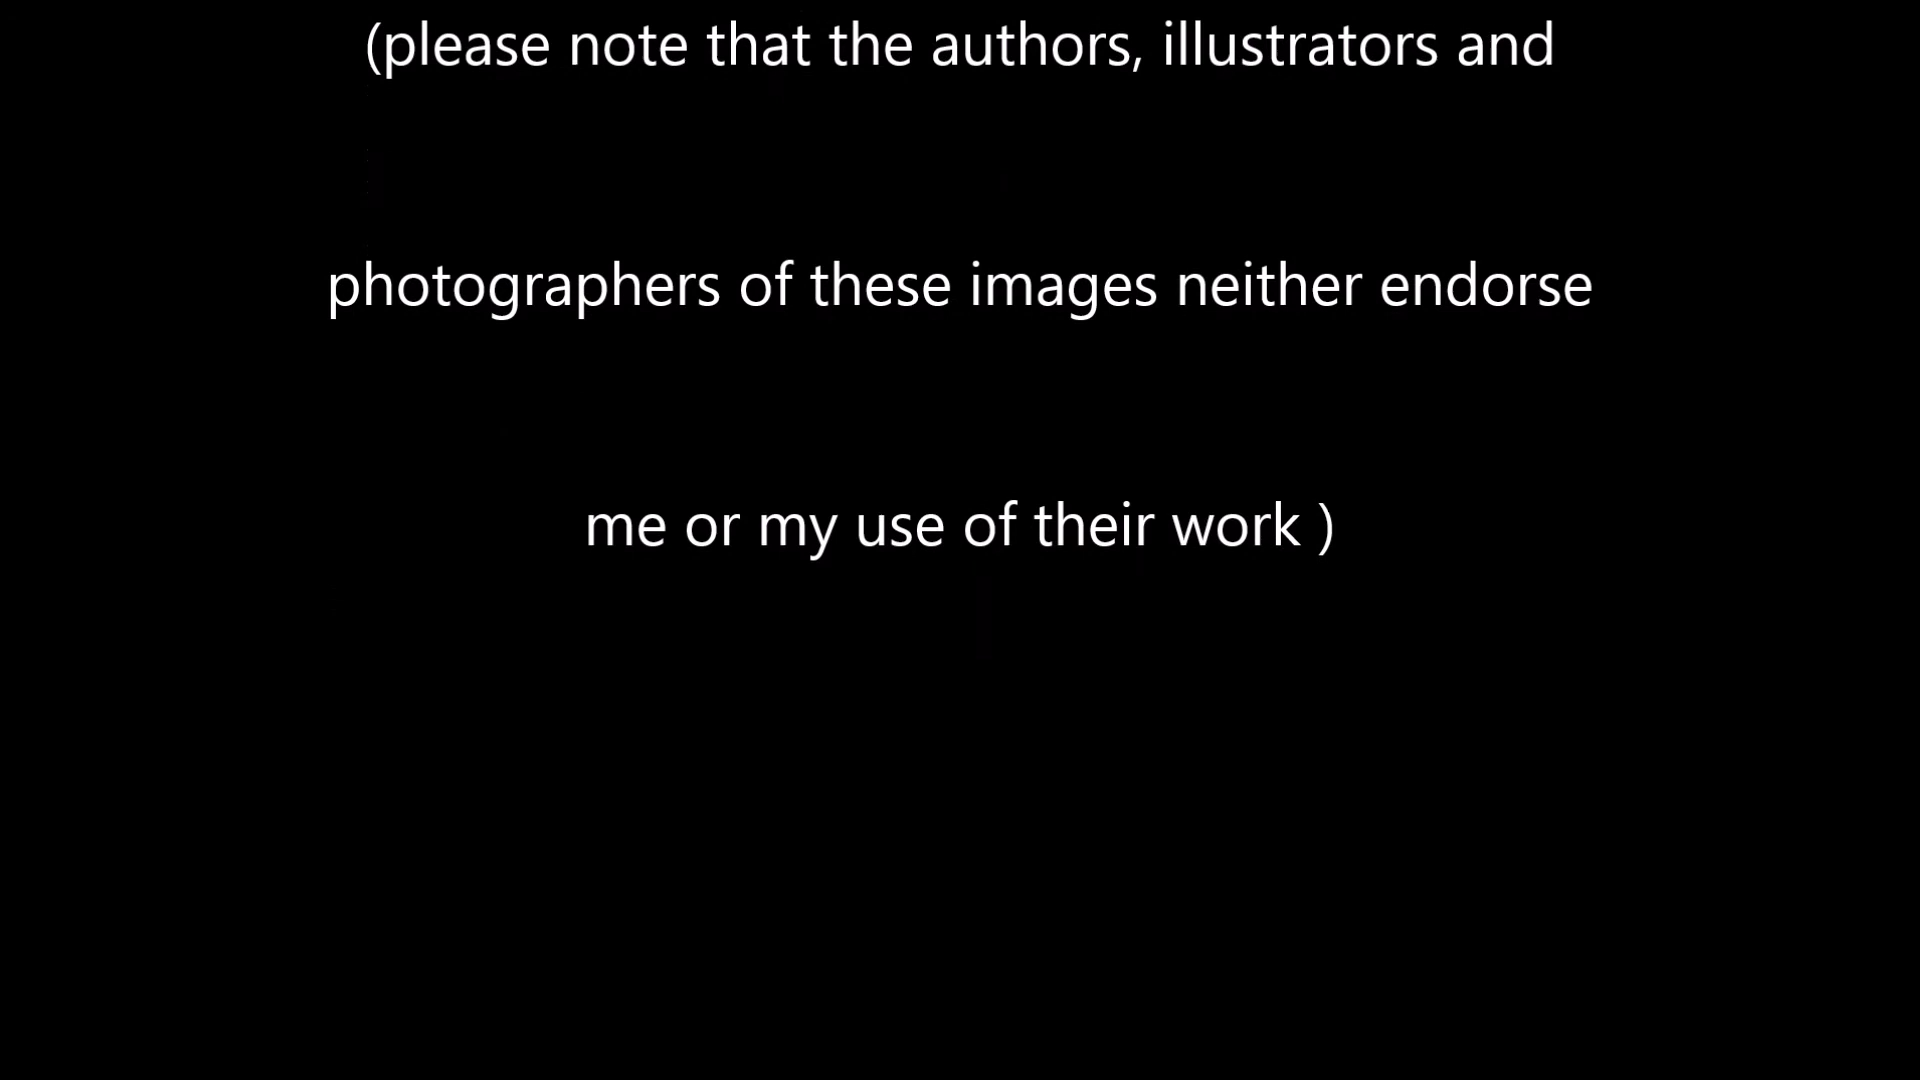 (please note that the authors, illustrators and
photographers of these images neither endorse
me or my use of their work )